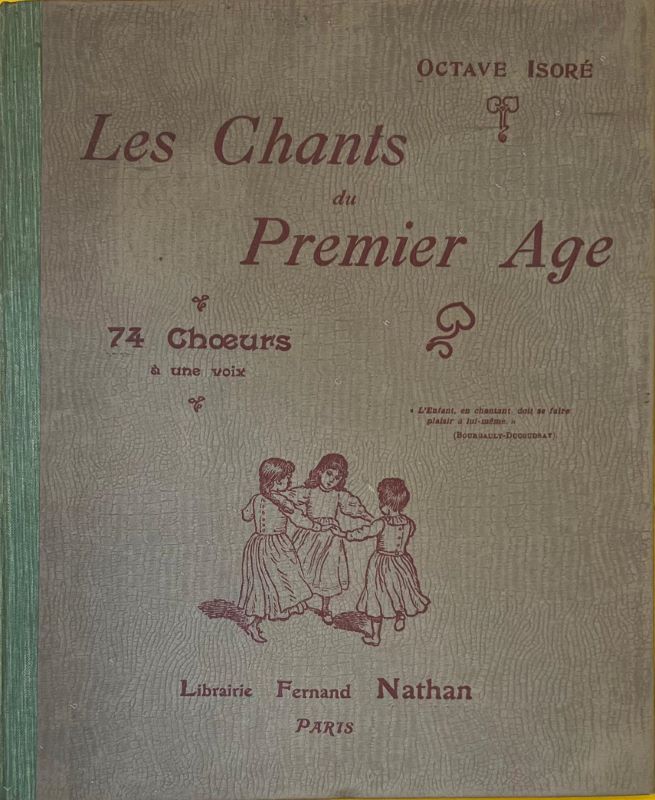 OCTAVE ISORÉ
Les Chants
du
Premier Age
74 Chœurs
à une voix
« L'Enfant, en chantant, doit se faire
plaisir à lui-même. »
(BOURGAULT-DUCOUDRAY)
Librairie Fernand Nathan
PARIS